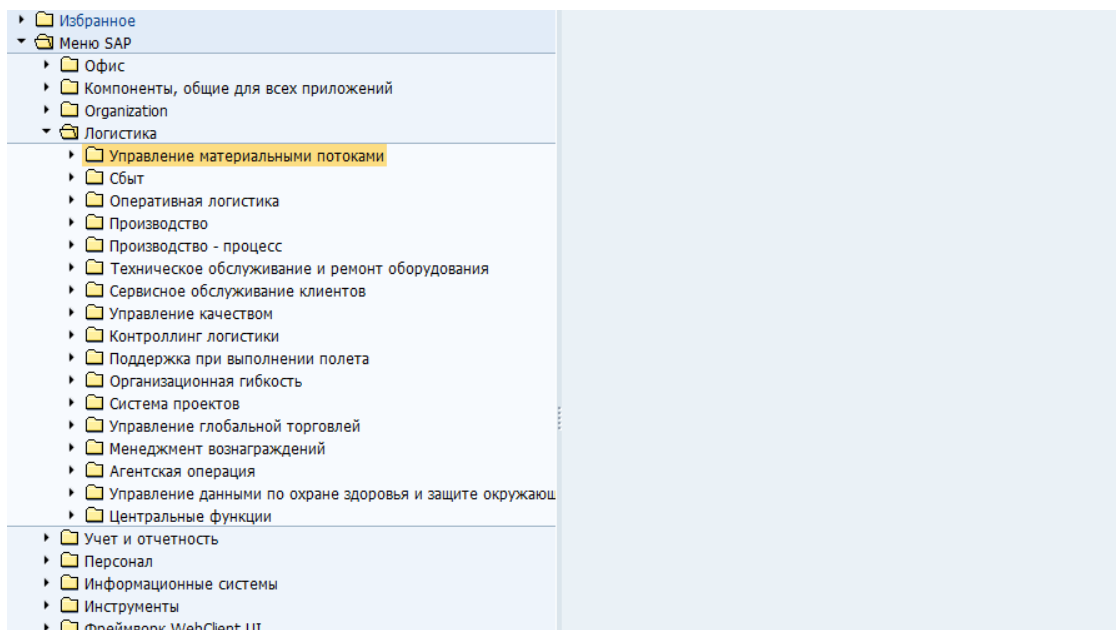 Избранное
Меню SAP
Офис
Компоненты, общие для всех приложений
Organization
Логистика
Управление материальными потоками
Сбыт
Оперативная логистика
Производство
Производство - процесс
Техническое обслуживание и ремонт оборудования
Сервисное обслуживание клиентов
Управление качеством
Контроллинг логистики
Поддержка при выполнении полета
Организационная гибкость
Система проектов
Управление глобальной торговлей
Менеджмент вознаграждений
Агентская операция
Управление данными по охране здоровья и защите окружающ
Центральные функции
Учет и отчетность
Персонал
Информационные системы
Инструменты
Фреймворк WebClient UI